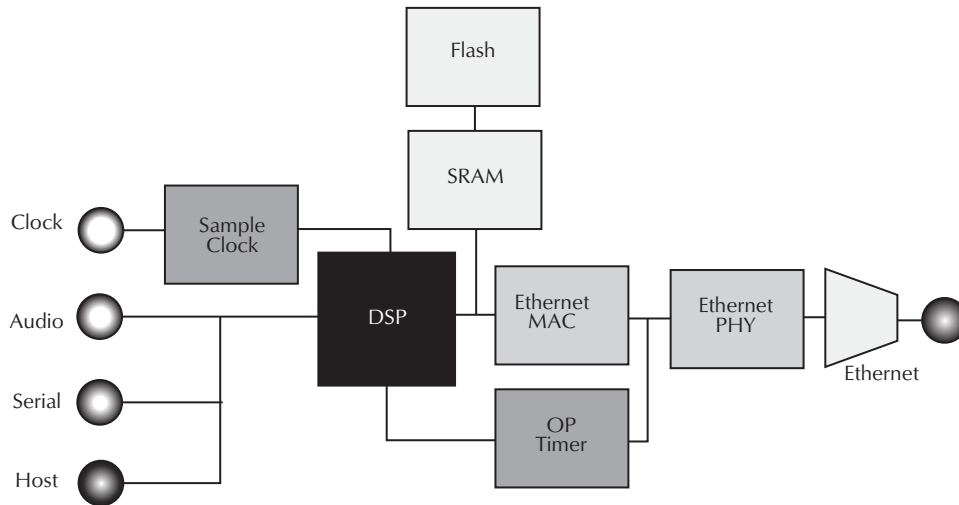 Flash
SRAM
Clock
Sample
Clock
Audio
DSP
Ethernet
MAC
Ethernet
PHY
Ethernet
Serial
OP
Timer
Host